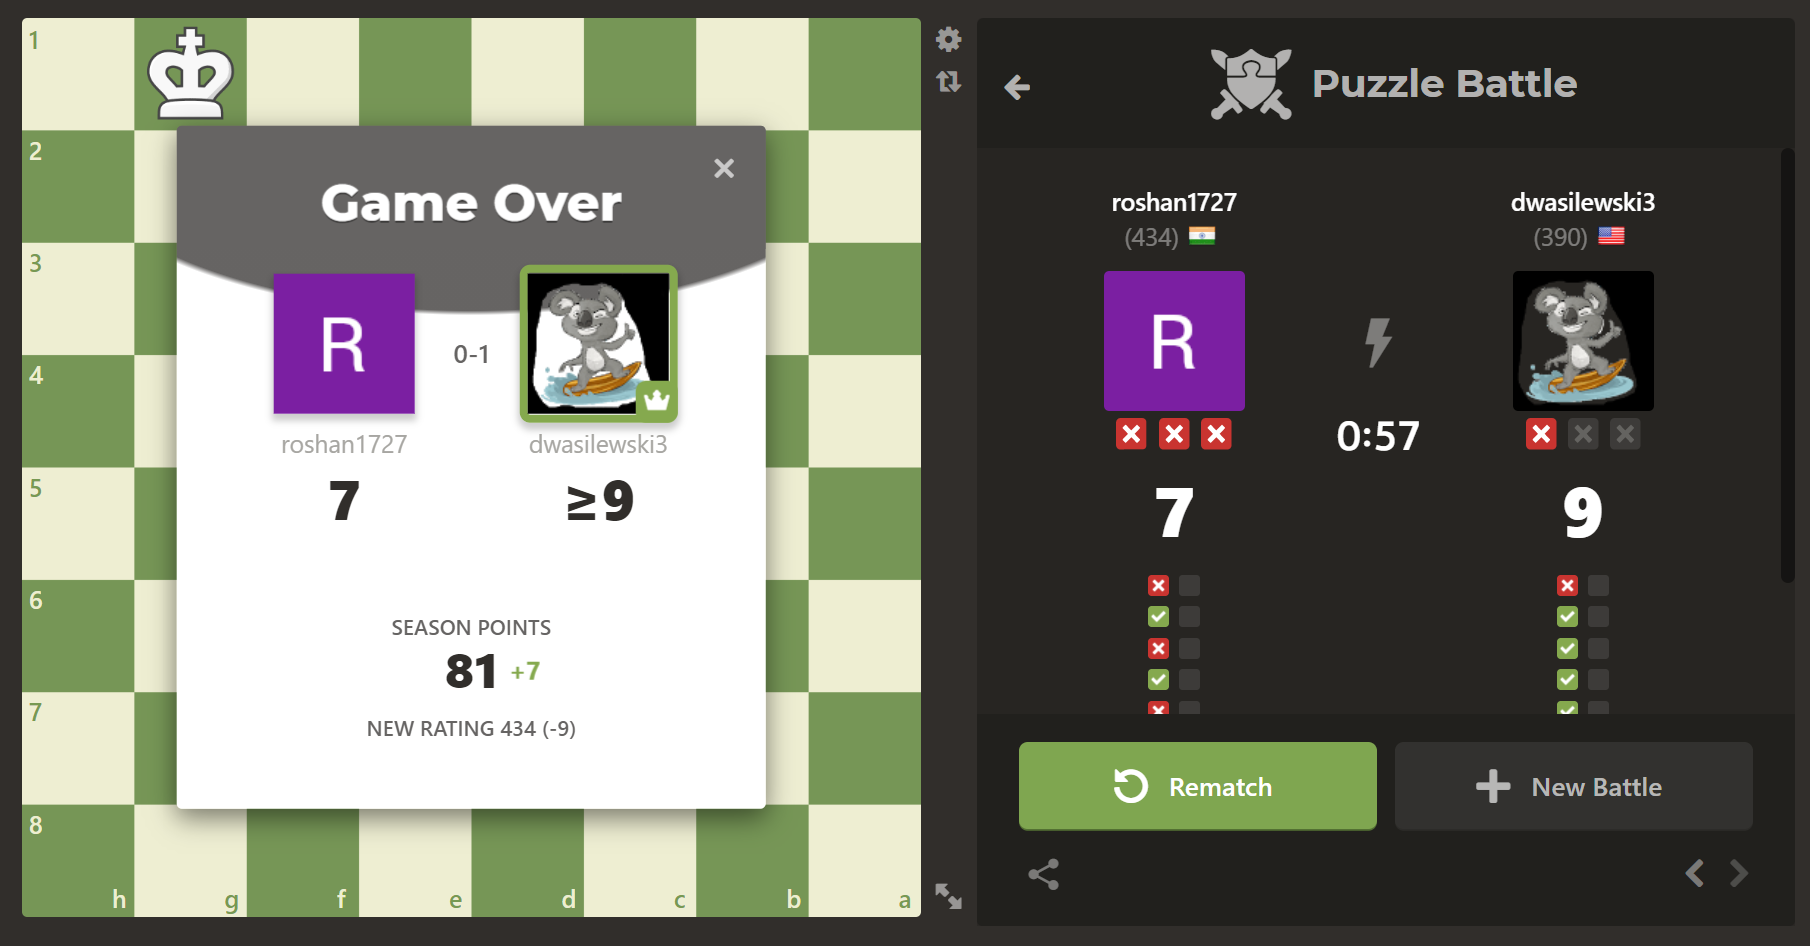 1
2
3
4
5
6
7
8
h g f e d c b a
Game Over
R
0-1
roshan1727
dwasilewski3
7
≥9
SEASON POINTS
81 +7
NEW RATING 434 (-9)
Puzzle Battle
roshan1727
(434)
dwasilewski3
(390)
R
0:57
7
9
Rematch
New Battle